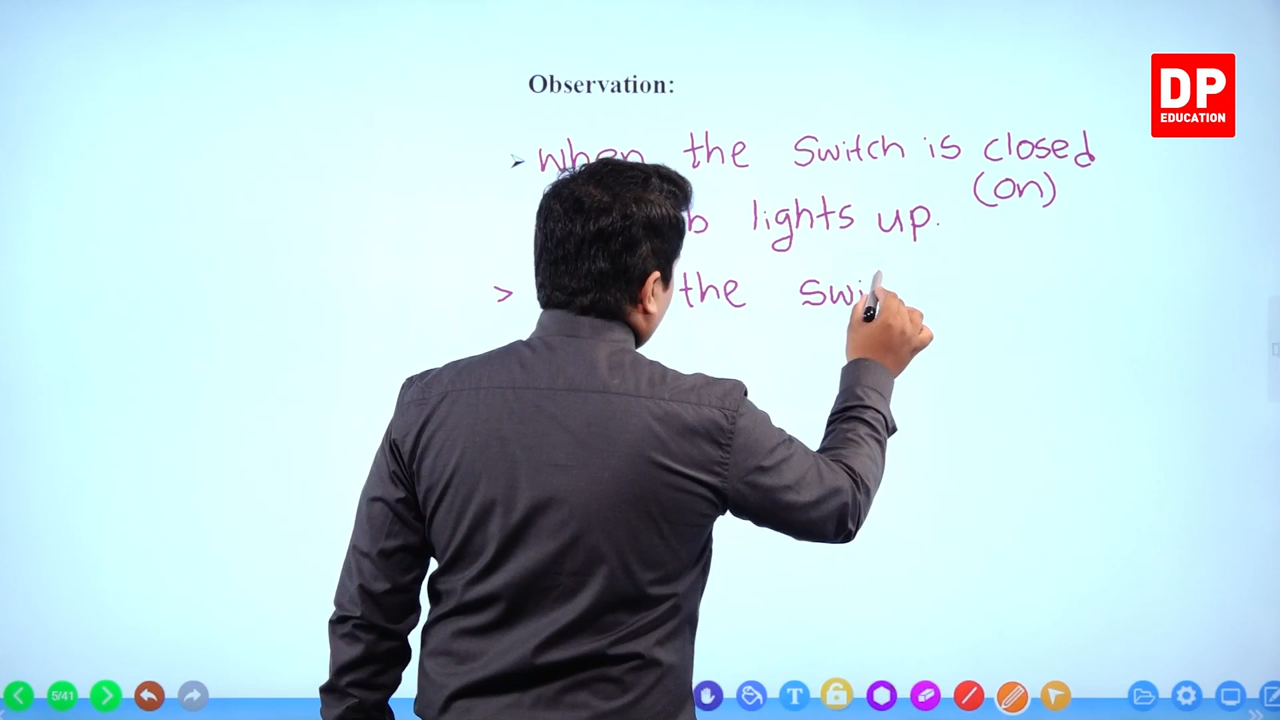 Observation:
DP
EDUCATION
When the Switch is closed
(on)
lights up.
> the Swi
5/41
T